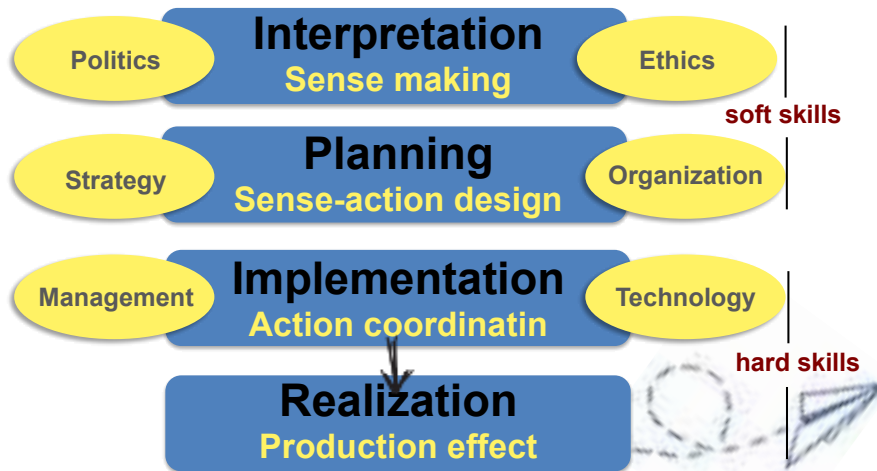 Interpretation
Politics
Sense making
Ethics
soft skills
Planning
Strategy
Sense-action design
Organization
Implementation
Management
Action coordinatin
Technology
hard skills
Realization
Production effect